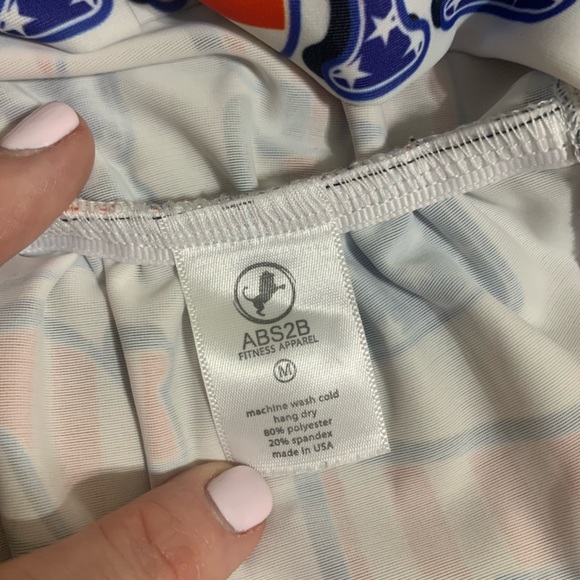 ABS2B
FITNESS APPAREL
M
machine wash cold
hang dry
80% polyester
20% spandex
made in USA